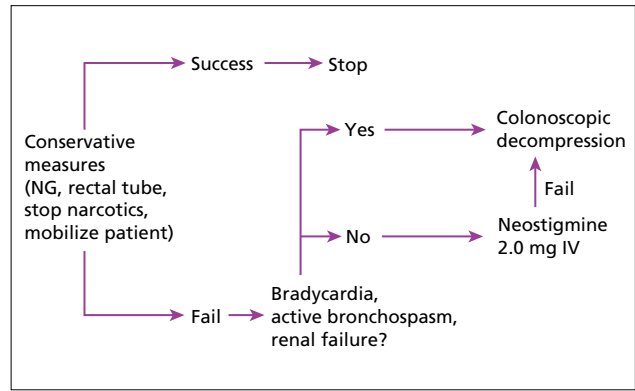 Success
Stop
Conservative
measures
(NG, rectal tube,
stop narcotics,
mobilize patient)
Yes
Colonoscopic
decompression
Fail
No
Neostigmine
2.0 mg IV
Fail
Bradycardia,
active bronchospasm,
renal failure?